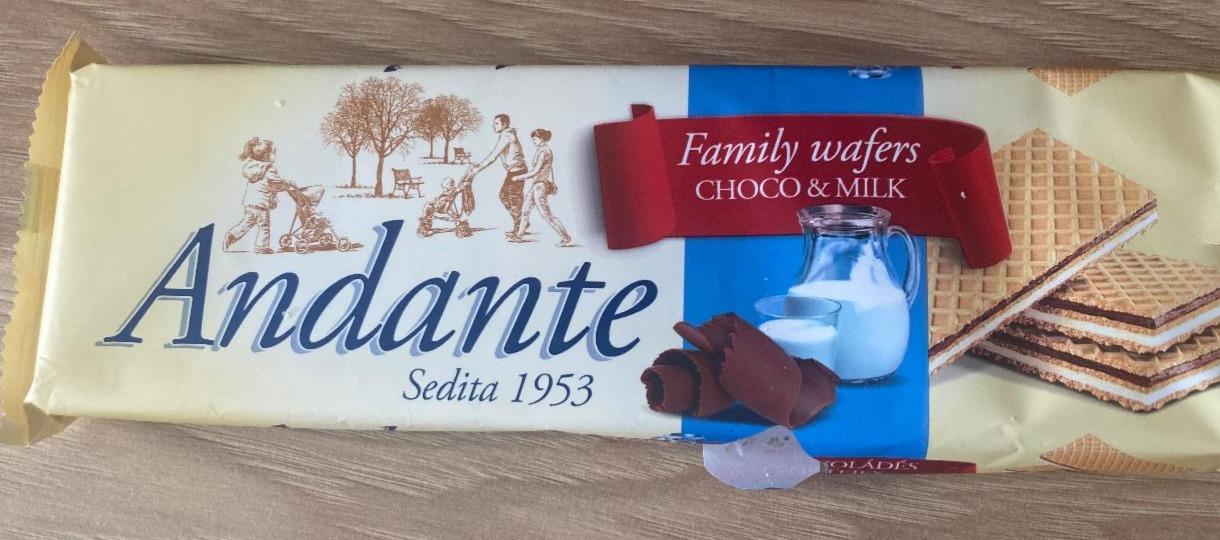 Family wafers
CHOCO & MILK
Andante
Sedita 1953